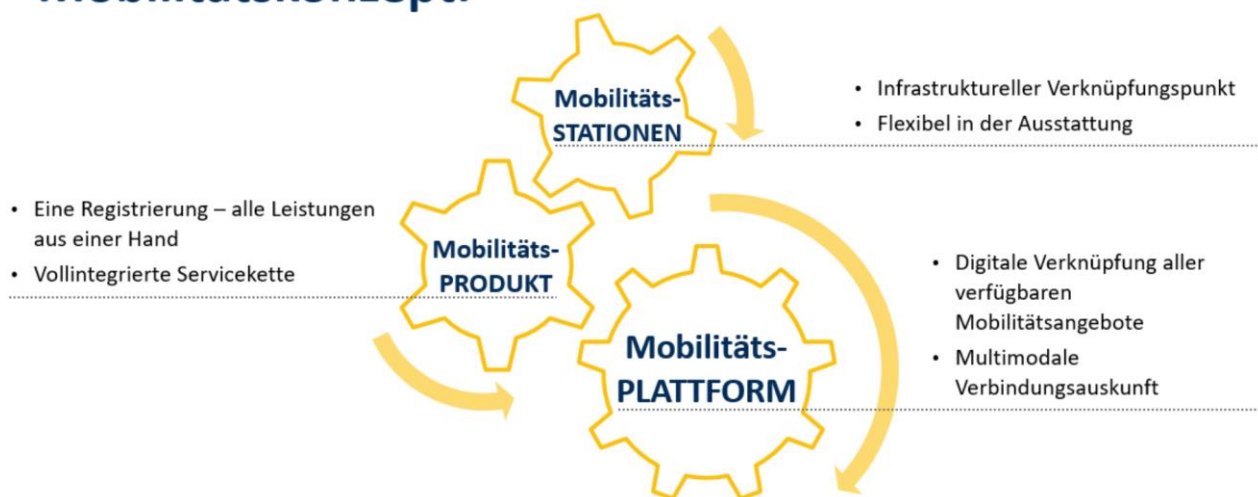 Mobilitätskonzept:
Mobilitäts-
STATIONEN
• Infrastruktureller Verknüpfungspunkt
• Flexibel in der Ausstattung
• Eine Registrierung – alle Leistungen
aus einer Hand
• Vollintegrierte Servicekette
Mobilitäts-
PRODUKT
Mobilitäts-
PLATTFORM
• Digitale Verknüpfung aller
verfügbaren
Mobilitätsangebote
• Multimodale
Verbindungsauskunft